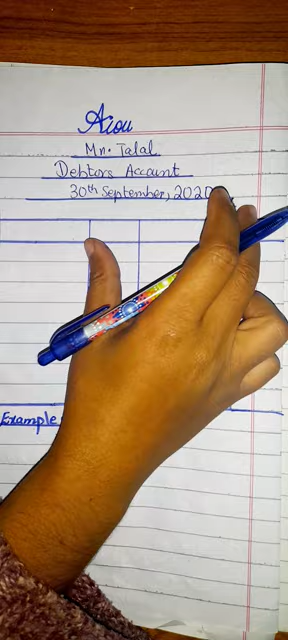 Aiou
Mr. Talal
Debtors Account
30th September, 2020
Example